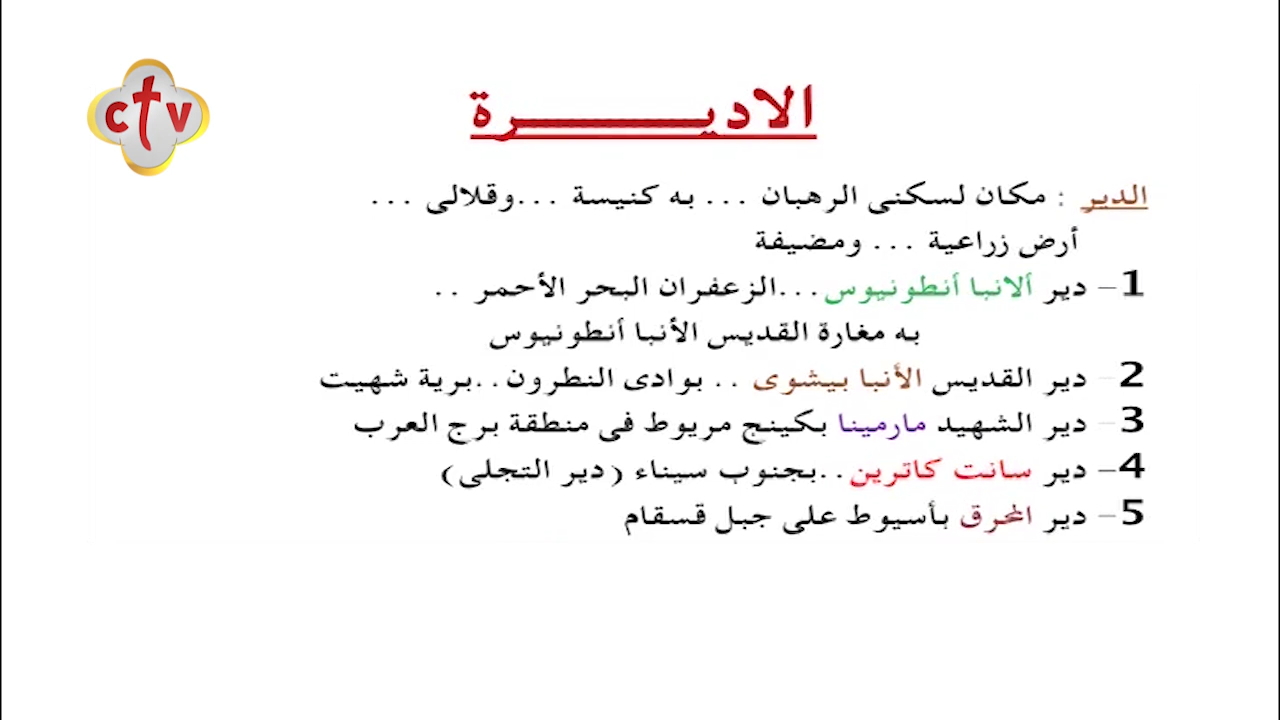 ctv
الاديـــــــــــرة
الدير : مكان لسكنى الرهبان ... به كنيسة ...وقلالى ...
أرض زراعية ... ومضيفة
1- دير ألانبا أنطونيوس...الزعفران البحر الأحمر ..
به مغارة القديس الأنبا أنطونيوس
2- دير القديس الأنبا بيشوى .. بوادى النطرون..برية شهيت
3- دير الشهيد مارمينا بكينج مريوط فى منطقة برج العرب
4- دير سانت كاترين..بجنوب سيناء (دير التجلى)
5- دير المحرق بأسيوط على جبل قسقام